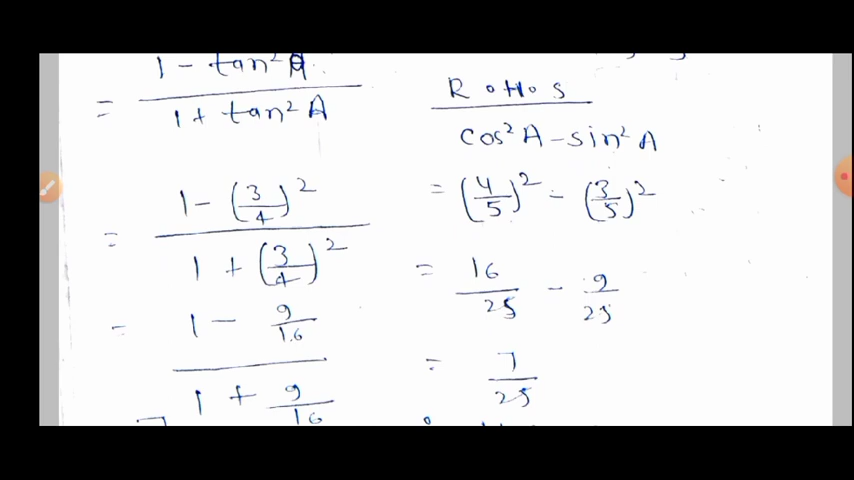 1 - tan² A
= ―――――
1 + tan² A
= (1 - (3/4)²) / (1 + (3/4)²)
= (1 - 9/16) / (1 + 9/16)
R.H.S
cos² A - sin² A
= (4/5)² - (3/5)²
= 16/25 - 9/25
= 7/25